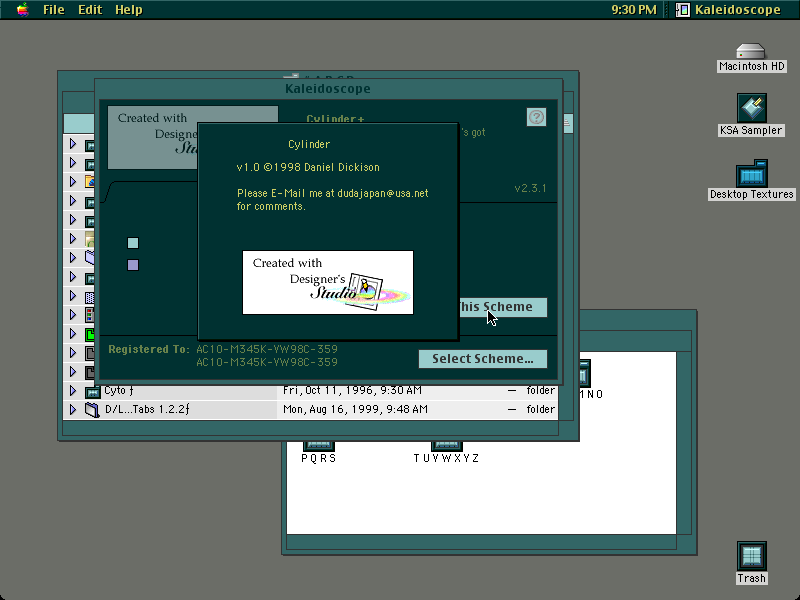 File Edit Help
9:30 PM Kaleidoscope
Macintosh HD
KSA Sampler
Desktop Textures
Trash
Kaleidoscope
Created with
Designer's
Cylinder+
's got
v2.3.1
Cylinder
v1.0 ©1998 Daniel Dickison
Please E-Mail me at dudajapan@usa.net
for comments.
Created with
Designer's
Studio
his Scheme
Registered To: AC10-M345K-YW98C-359
AC10-M345K-YW98C-359
Select Scheme...
Cyto ƒ Fri, Oct 11, 1996, 9:30 AM — folder
D/L...Tabs 1.2.2ƒ Mon, Aug 16, 1999, 9:48 AM — folder
M N O
P Q R S
T U V W X Y Z